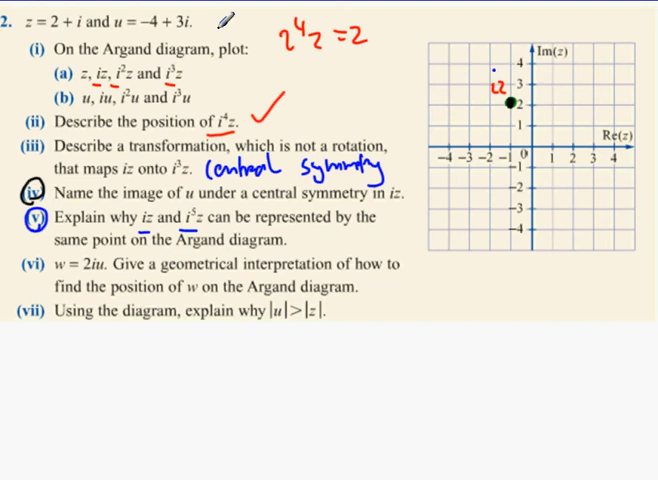 2. z = 2 + i and u = −4 + 3i.
(i) On the Argand diagram, plot:
(a) z, iz, i²z and i³z
(b) u, iu, i²u and i³u
(ii) Describe the position of i⁴z.
(iii) Describe a transformation, which is not a rotation,
that maps iz onto i³z. Central symmetry
(iv) Name the image of u under a central symmetry in iz.
(v) Explain why iz and i⁵z can be represented by the
same point on the Argand diagram.
(vi) w = 2iu. Give a geometrical interpretation of how to
find the position of w on the Argand diagram.
(vii) Using the diagram, explain why |u| > |z|.
i⁴z = z
Im(z)
4
3
iz
2
1
Re(z)
−4 −3 −2 −1 0 1 2 3 4
−1
−2
−3
−4